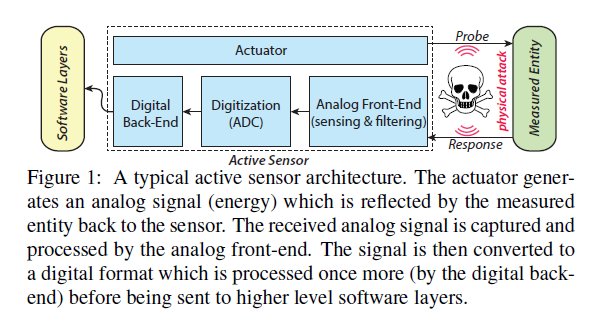 Software Layers
Actuator
Digital
Back-End
Digitization
(ADC)
Analog Front-End
(sensing & filtering)
Active Sensor
Probe
physical attack
Response
Measured Entity
Figure 1: A typical active sensor architecture. The actuator gener-
ates an analog signal (energy) which is reflected by the measured
entity back to the sensor. The received analog signal is captured and
processed by the analog front-end. The signal is then converted to
a digital format which is processed once more (by the digital back-
end) before being sent to higher level software layers.